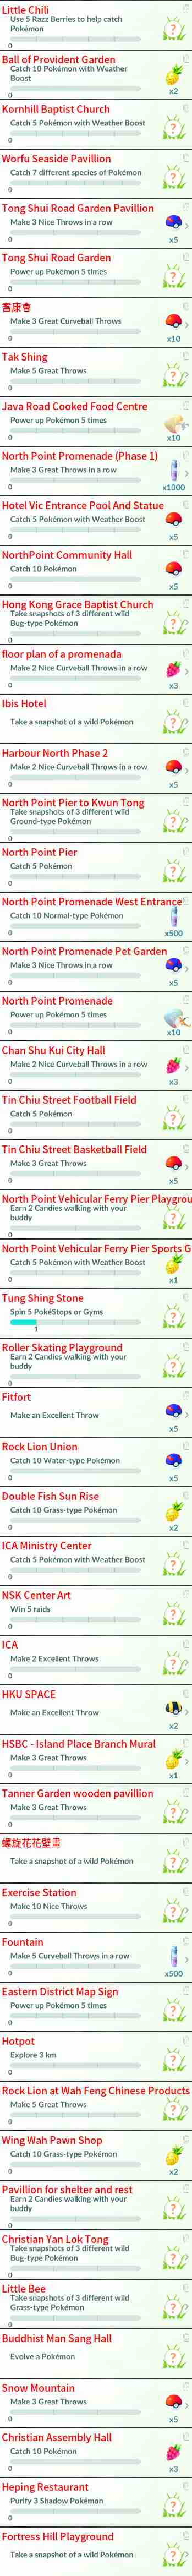 Little Chili
Use 5 Razz Berries to help catch
Pokémon
0
Ball of Provident Garden
Catch 10 Pokémon with Weather
Boost
0
x2
Kornhill Baptist Church
Catch 5 Pokémon with Weather Boost
0
Worfu Seaside Pavillion
Catch 7 different species of Pokémon
0
Tong Shui Road Garden Pavillion
Make 3 Nice Throws in a row
0
x5
Tong Shui Road Garden
Power up Pokémon 5 times
0
耆康會
Make 3 Great Curveball Throws
0
x10
Tak Shing
Make 5 Great Throws
0
Java Road Cooked Food Centre
Power up Pokémon 5 times
0
x10
North Point Promenade (Phase 1)
Make 3 Great Throws in a row
0
x1000
Hotel Vic Entrance Pool And Statue
Catch 5 Pokémon with Weather Boost
0
x5
NorthPoint Community Hall
Catch 10 Pokémon
0
x5
Hong Kong Grace Baptist Church
Take snapshots of 3 different wild
Bug-type Pokémon
0
floor plan of a promenada
Make 2 Nice Curveball Throws in a row
0
x3
Ibis Hotel
Take a snapshot of a wild Pokémon
Harbour North Phase 2
Make 2 Nice Curveball Throws in a row
0
x5
North Point Pier to Kwun Tong
Take snapshots of 3 different wild
Ground-type Pokémon
0
North Point Pier
Catch 5 Pokémon
0
North Point Promenade West Entrance
Catch 10 Normal-type Pokémon
0
x500
North Point Promenade Pet Garden
Make 3 Nice Throws in a row
0
x5
North Point Promenade
Power up Pokémon 5 times
0
x10
Chan Shu Kui City Hall
Make 2 Nice Curveball Throws in a row
0
x3
Tin Chiu Street Football Field
Catch 5 Pokémon
0
Tin Chiu Street Basketball Field
Make 3 Great Throws
0
x5
North Point Vehicular Ferry Pier Playgrou
Earn 2 Candies walking with your
buddy
0
North Point Vehicular Ferry Pier Sports G
Catch 5 Pokémon with Weather Boost
0
x1
Tung Shing Stone
Spin 5 PokéStops or Gyms
1
Roller Skating Playground
Earn 2 Candies walking with your
buddy
0
Fitfort
Make an Excellent Throw
x5
Rock Lion Union
Catch 10 Water-type Pokémon
0
x5
Double Fish Sun Rise
Catch 10 Grass-type Pokémon
0
x2
ICA Ministry Center
Catch 5 Pokémon with Weather Boost
0
NSK Center Art
Win 5 raids
0
ICA
Make 2 Excellent Throws
0
HKU SPACE
Make an Excellent Throw
x2
HSBC - Island Place Branch Mural
Make 3 Great Throws
0
x1
Tanner Garden wooden pavillion
Make 3 Great Throws
0
螺旋花花壁畫
Take a snapshot of a wild Pokémon
Exercise Station
Make 10 Nice Throws
0
Fountain
Make 5 Curveball Throws in a row
0
x500
Eastern District Map Sign
Power up Pokémon 5 times
0
Hotpot
Explore 3 km
0
Rock Lion at Wah Feng Chinese Products
Make 5 Great Throws
0
Wing Wah Pawn Shop
Catch 10 Grass-type Pokémon
0
x2
Pavillion for shelter and rest
Earn 2 Candies walking with your
buddy
0
Christian Yan Lok Tong
Take snapshots of 3 different wild
Bug-type Pokémon
0
Little Bee
Take snapshots of 3 different wild
Grass-type Pokémon
0
Buddhist Man Sang Hall
Evolve a Pokémon
Snow Mountain
Make 3 Great Throws
0
x5
Christian Assembly Hall
Catch 10 Pokémon
0
x3
Heping Restaurant
Purify 3 Shadow Pokémon
0
Fortress Hill Playground
Take a snapshot of a wild Pokémon